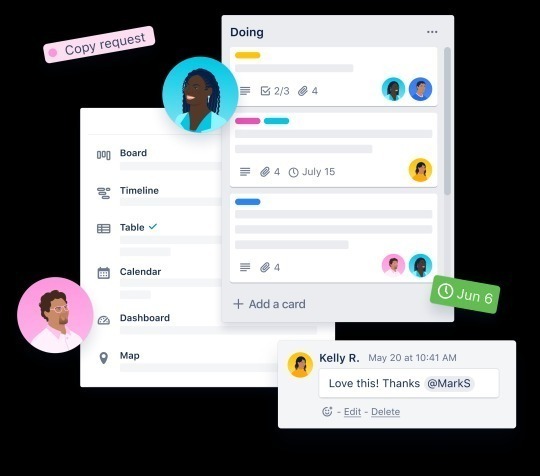 Copy request
Doing
2/3 4
4 July 15
4
+ Add a card
Board
Timeline
Table
Calendar
Dashboard
Map
Jun 6
Kelly R. May 20 at 10:41 AM
Love this! Thanks @MarkS
- Edit - Delete